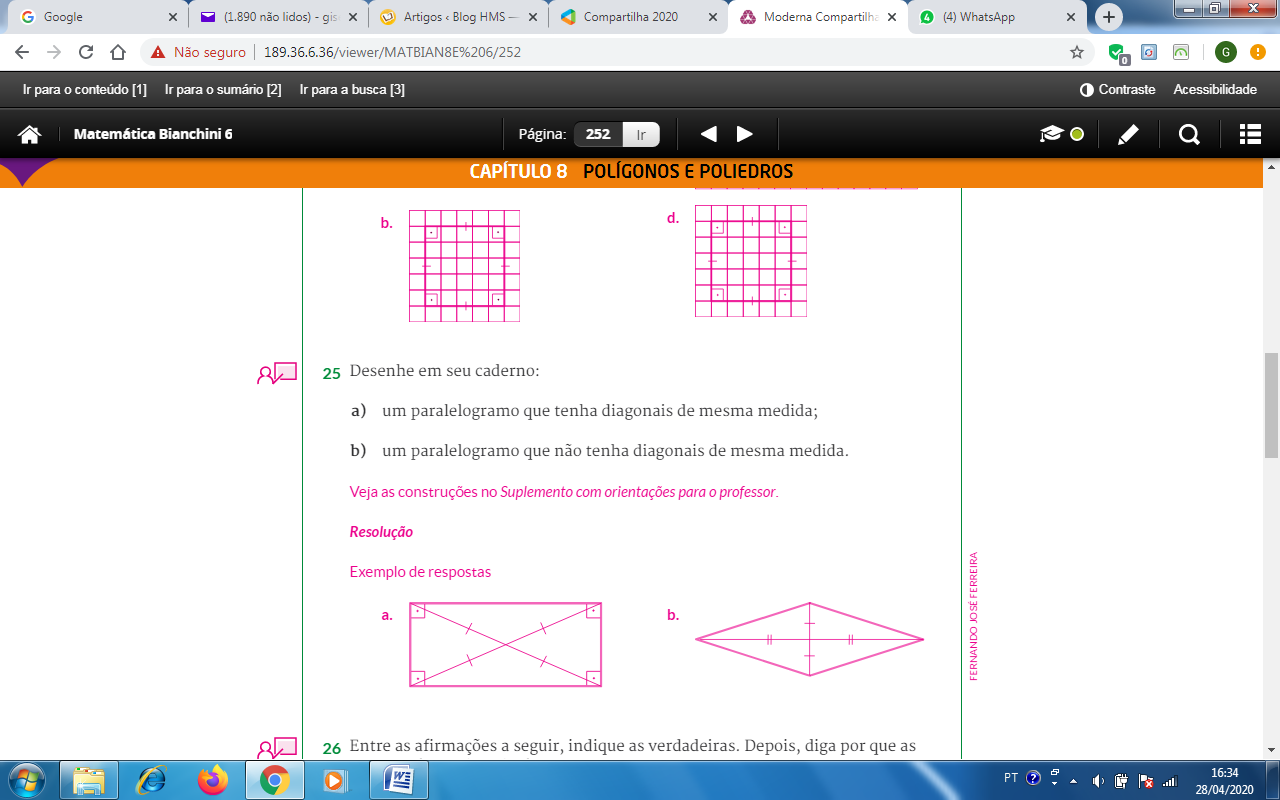 Google
(1.890 não lidos) - gis
Artigos ‹ Blog HMS —
Compartilha 2020
Moderna Compartilha
(4) WhatsApp
Não seguro | 189.36.6.36/viewer/MATBIAN8E%206/252
0
G
Ir para o conteúdo [1] Ir para o sumário [2] Ir para a busca [3]
Contraste Acessibilidade
Matemática Bianchini 6
Página: 252 Ir
CAPÍTULO 8 POLÍGONOS E POLIEDROS
b.
d.
25 Desenhe em seu caderno:
a) um paralelogramo que tenha diagonais de mesma medida;
b) um paralelogramo que não tenha diagonais de mesma medida.
Veja as construções no Suplemento com orientações para o professor.
Resolução
Exemplo de respostas
a.
b.
FERNANDO JOSÉ FERREIRA
26 Entre as afirmações a seguir, indique as verdadeiras. Depois, diga por que as
PT
16:34
28/04/2020